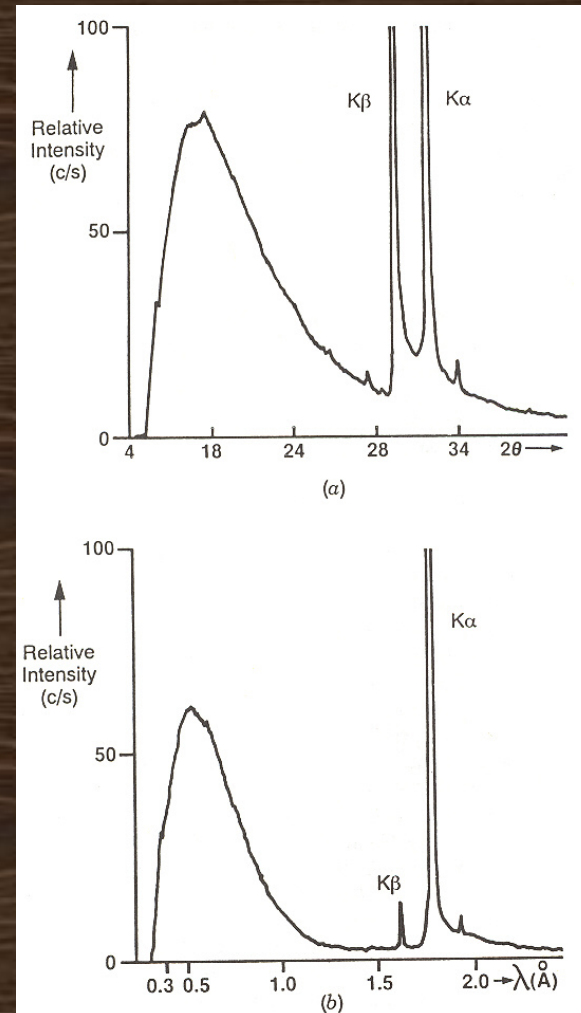 100
Kβ
Kα
Relative
Intensity
(c/s)
50
0
4 18 24 28 34 2θ
(a)
100
Kα
Relative
Intensity
(c/s)
50
Kβ
0
0.3 0.5 1.0 1.5 2.0 λ(Å)
(b)